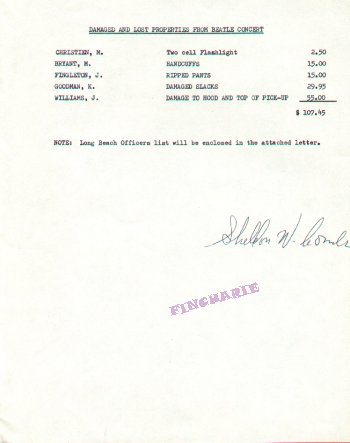 DAMAGED AND LOST PROPERTIES FROM BEATLE CONCERT
CHRISTIEN, M. Two cell Flashlight 2.50
BRYANT, M. HANDCUFFS 15.00
FINGLETON, J. RIPPED PANTS 15.00
GOODMAN, K. DAMAGED SLACKS 29.95
WILLIAMS, J. DAMAGE TO HOOD AND TOP OF PICK-UP 55.00
$ 107.45
NOTE: Long Beach Officers list will be enclosed in the attached letter.
Sheldon W.
FINCRARIE